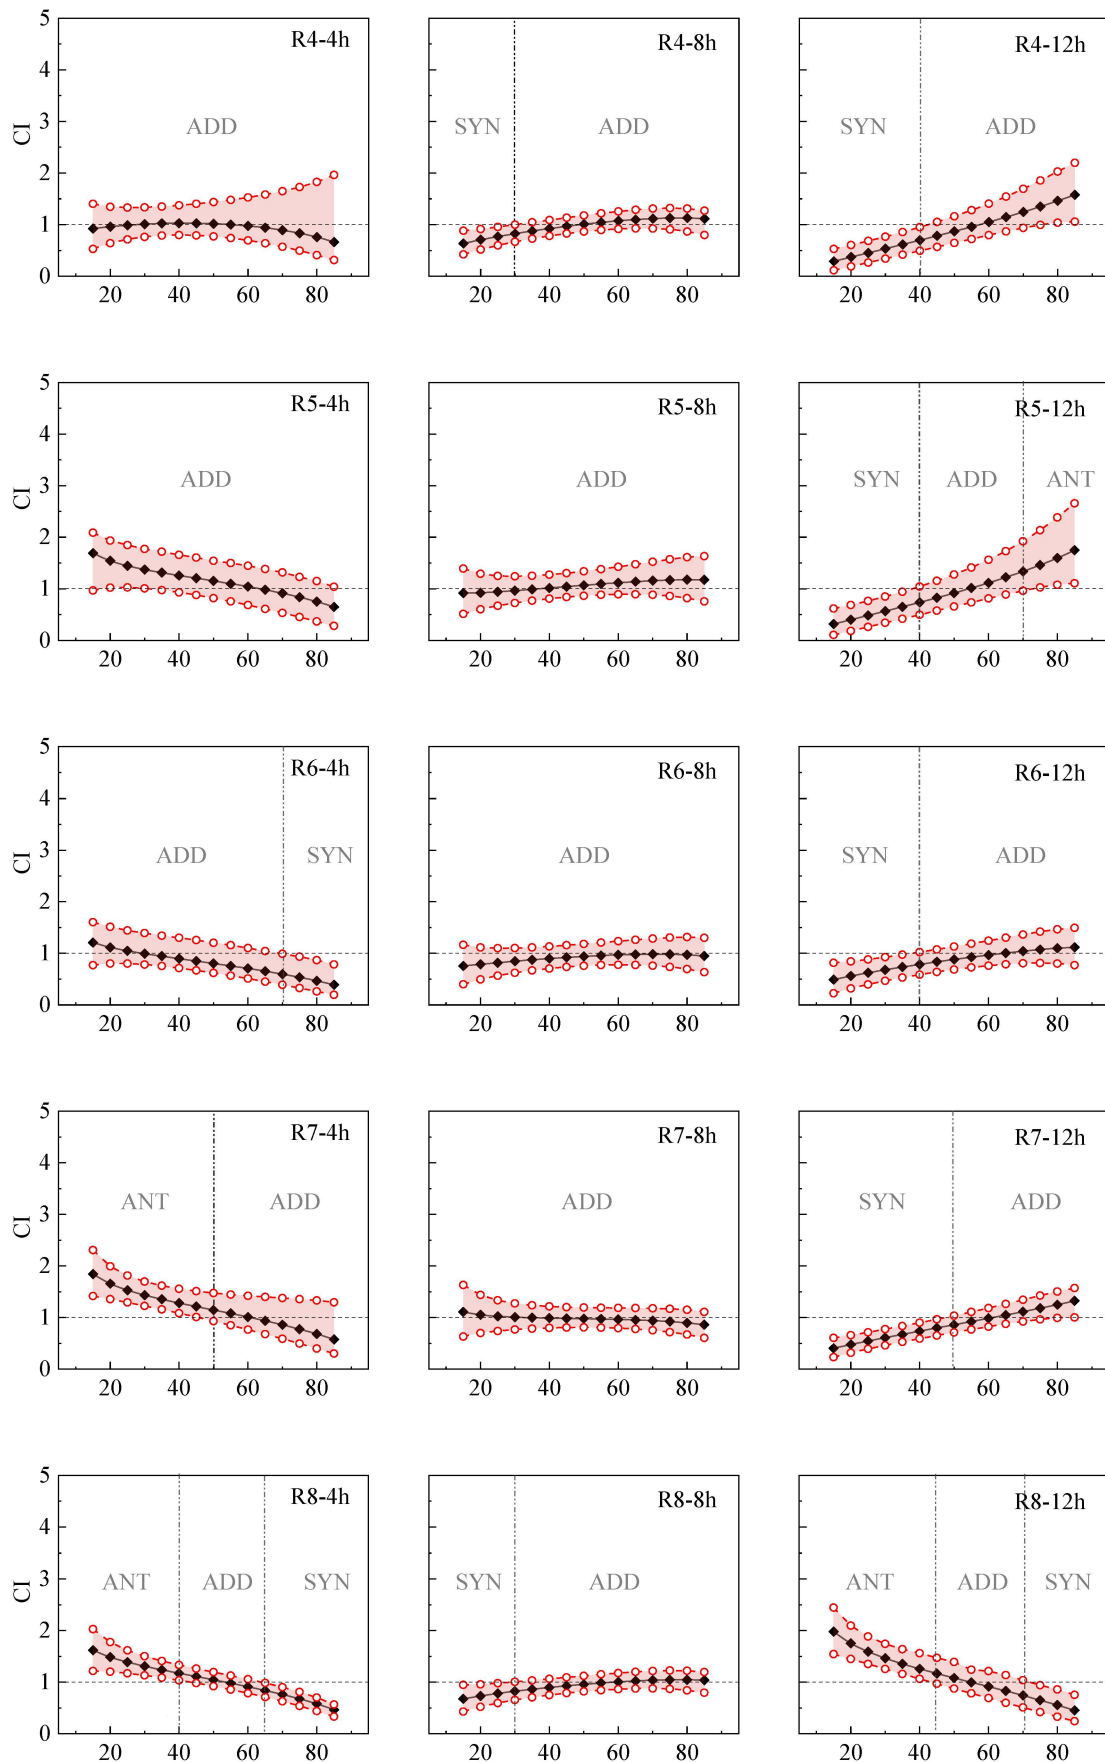 5
4
3
2
1
0
CI
R4-4h
ADD
20 40 60 80
R4-8h
SYN ADD
20 40 60 80
R4-12h
SYN ADD
20 40 60 80
5
4
3
2
1
0
CI
R5-4h
ADD
20 40 60 80
R5-8h
ADD
20 40 60 80
R5-12h
SYN ADD ANT
20 40 60 80
5
4
3
2
1
0
CI
R6-4h
ADD SYN
20 40 60 80
R6-8h
ADD
20 40 60 80
R6-12h
SYN ADD
20 40 60 80
5
4
3
2
1
0
CI
R7-4h
ANT ADD
20 40 60 80
R7-8h
ADD
20 40 60 80
R7-12h
SYN ADD
20 40 60 80
5
4
3
2
1
0
CI
R8-4h
ANT ADD SYN
20 40 60 80
R8-8h
SYN ADD
20 40 60 80
R8-12h
ANT ADD SYN
20 40 60 80